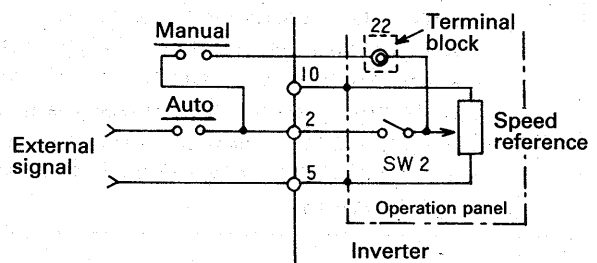 Manual
22
Terminal
block
10
Auto
2
External
signal
SW 2
Speed
reference
5
Operation panel
Inverter